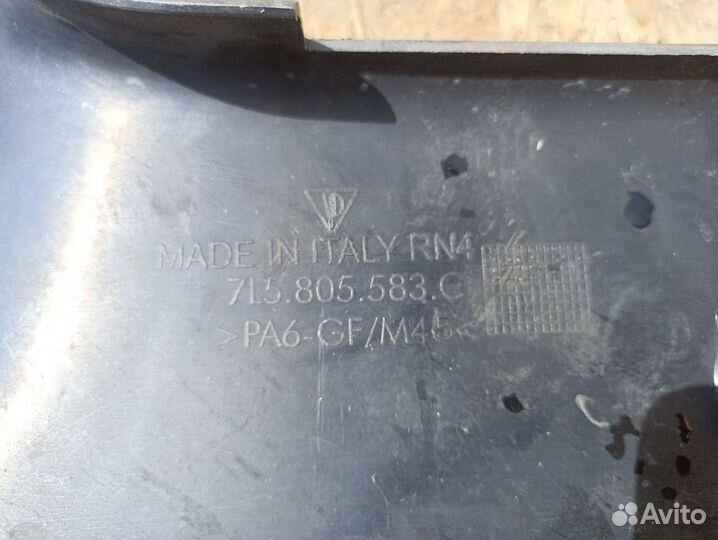 MADE IN ITALY RN4
7L5.805.583.C
>PA6-GF/M45<
Avito